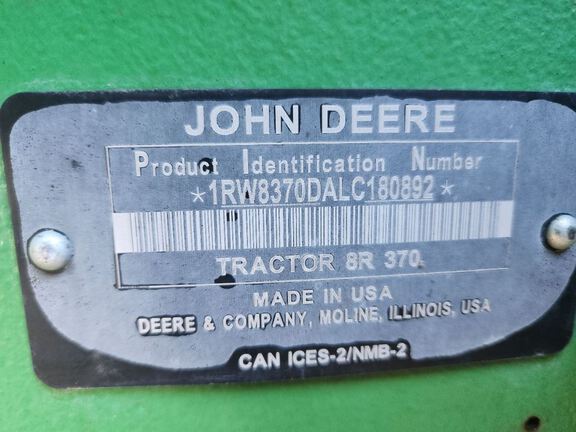 JOHN DEERE
Product Identification Number
*1RW8370DALC180892*
TRACTOR 8R 370
MADE IN USA
DEERE & COMPANY, MOLINE, ILLINOIS, USA
CAN ICES-2/NMB-2